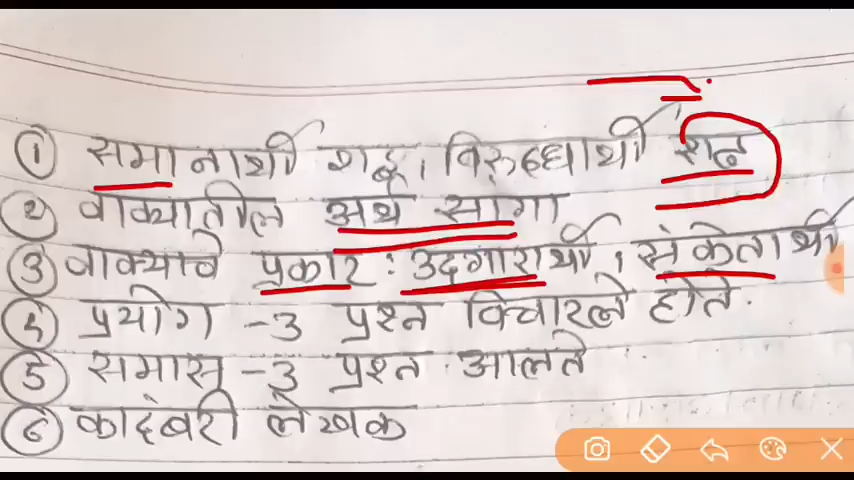 ① समानार्थी शब्द, विरुध्दार्थी शब्द
② वाक्यातील अर्थ सांगा
③ वाक्याचे प्रकार : उदगारार्थी, संकेतार्थी
④ प्रयोग -3 प्रश्न विचारले होते.
⑤ समास -3 प्रश्न आलते
⑥ कादंबरी लेखक